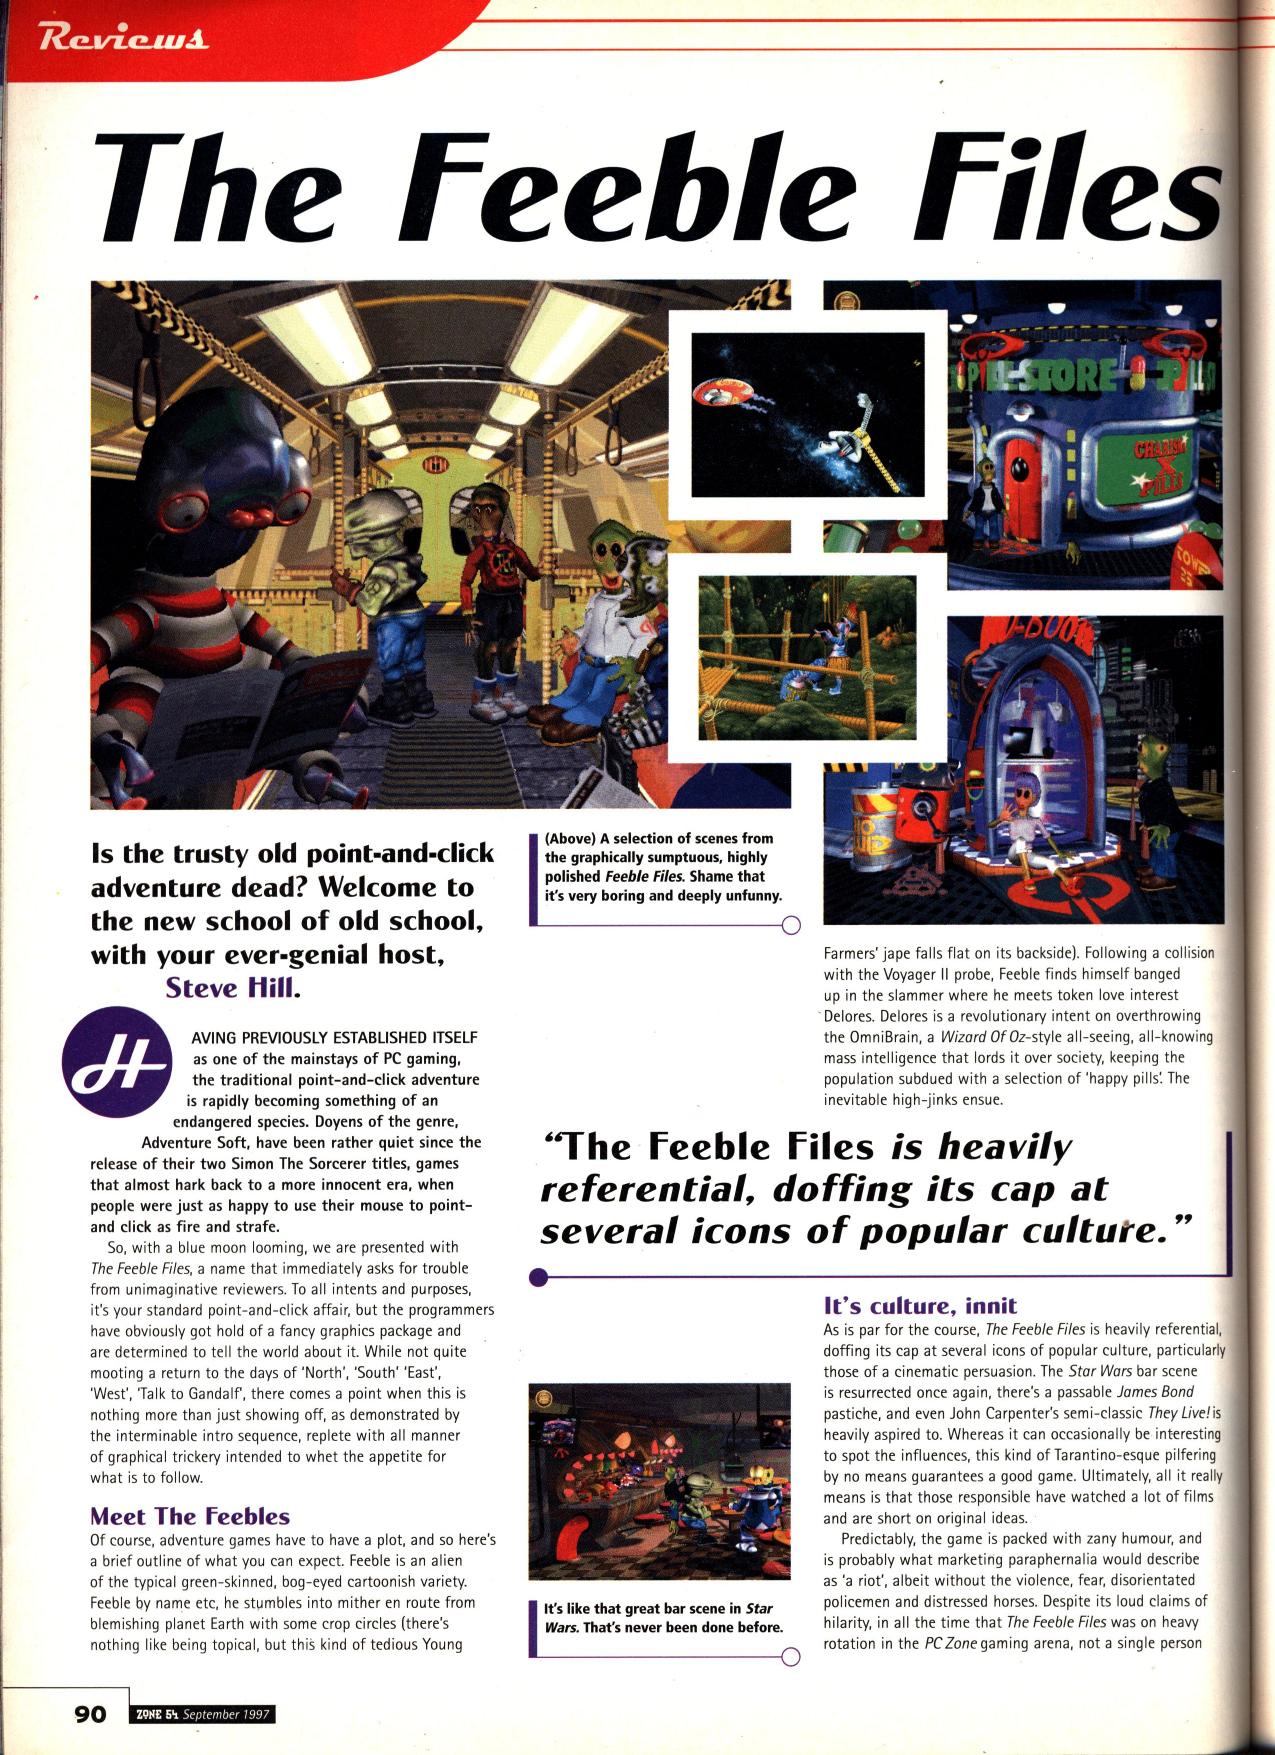 Reviews
The Feeble Files
PILL-STORE
CHARISM
X
PILLS
TOWER
23
Is the trusty old point-and-click
adventure dead? Welcome to
the new school of old school,
with your ever-genial host,
Steve Hill.
(Above) A selection of scenes from
the graphically sumptuous, highly
polished Feeble Files. Shame that
it's very boring and deeply unfunny.
HAVING PREVIOUSLY ESTABLISHED ITSELF
as one of the mainstays of PC gaming,
the traditional point-and-click adventure
is rapidly becoming something of an
endangered species. Doyens of the genre,
Adventure Soft, have been rather quiet since the
release of their two Simon The Sorcerer titles, games
that almost hark back to a more innocent era, when
people were just as happy to use their mouse to point-
and click as fire and strafe.
So, with a blue moon looming, we are presented with
The Feeble Files, a name that immediately asks for trouble
from unimaginative reviewers. To all intents and purposes,
it's your standard point-and-click affair, but the programmers
have obviously got hold of a fancy graphics package and
are determined to tell the world about it. While not quite
mooting a return to the days of 'North', 'South' 'East',
'West', 'Talk to Gandalf', there comes a point when this is
nothing more than just showing off, as demonstrated by
the interminable intro sequence, replete with all manner
of graphical trickery intended to whet the appetite for
what is to follow.
Meet The Feebles
Of course, adventure games have to have a plot, and so here's
a brief outline of what you can expect. Feeble is an alien
of the typical green-skinned, bog-eyed cartoonish variety.
Feeble by name etc, he stumbles into mither en route from
blemishing planet Earth with some crop circles (there's
nothing like being topical, but this kind of tedious Young
Farmers' jape falls flat on its backside). Following a collision
with the Voyager II probe, Feeble finds himself banged
up in the slammer where he meets token love interest
Delores. Delores is a revolutionary intent on overthrowing
the OmniBrain, a Wizard Of Oz-style all-seeing, all-knowing
mass intelligence that lords it over society, keeping the
population subdued with a selection of 'happy pills'. The
inevitable high-jinks ensue.
"The Feeble Files is heavily
referential, doffing its cap at
several icons of popular culture."
It's like that great bar scene in Star
Wars. That's never been done before.
It's culture, innit
As is par for the course, The Feeble Files is heavily referential,
doffing its cap at several icons of popular culture, particularly
those of a cinematic persuasion. The Star Wars bar scene
is resurrected once again, there's a passable James Bond
pastiche, and even John Carpenter's semi-classic They Live! is
heavily aspired to. Whereas it can occasionally be interesting
to spot the influences, this kind of Tarantino-esque pilfering
by no means guarantees a good game. Ultimately, all it really
means is that those responsible have watched a lot of films
and are short on original ideas.
Predictably, the game is packed with zany humour, and
is probably what marketing paraphernalia would describe
as 'a riot', albeit without the violence, fear, disorientated
policemen and distressed horses. Despite its loud claims of
hilarity, in all the time that The Feeble Files was on heavy
rotation in the PC Zone gaming arena, not a single person
90
ZONE 54 September 1997